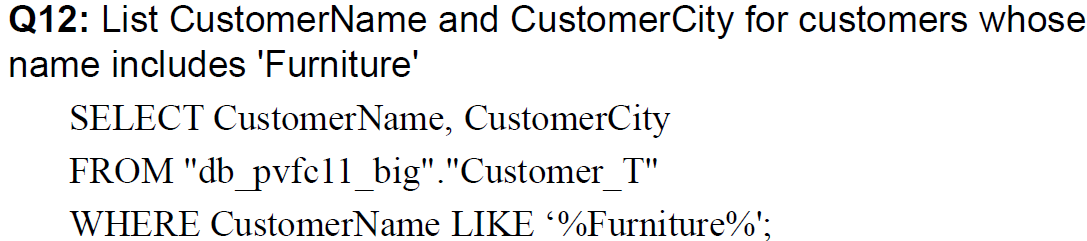 Q12: List CustomerName and CustomerCity for customers whose
name includes 'Furniture'
SELECT CustomerName, CustomerCity
FROM "db_pvfc11_big"."Customer_T"
WHERE CustomerName LIKE ‘%Furniture%';